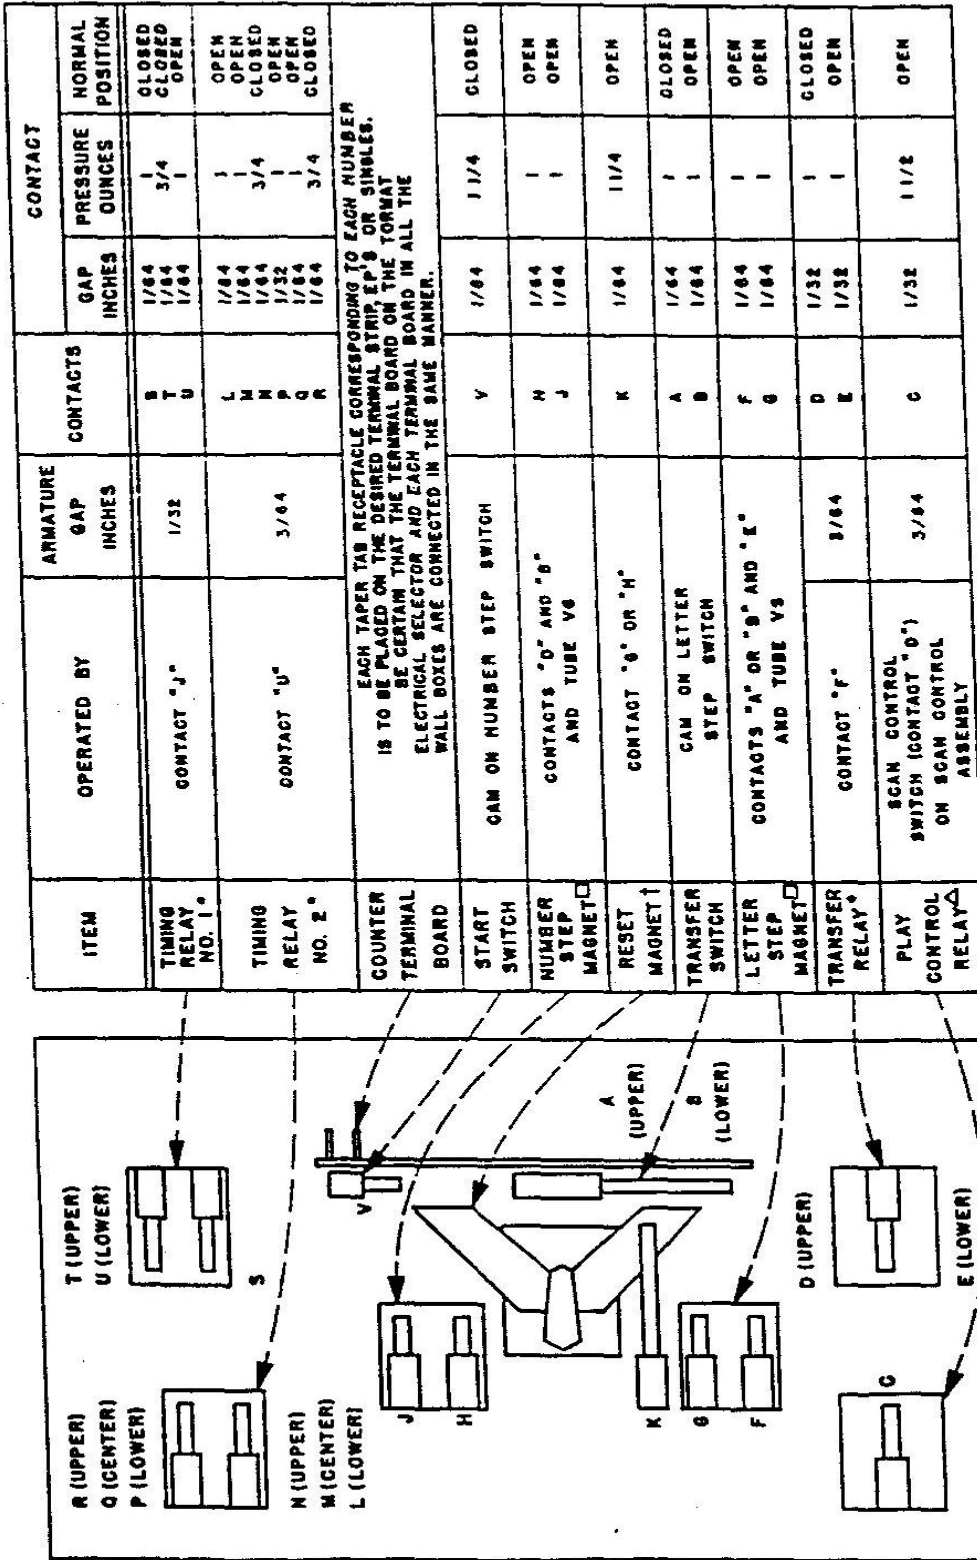 CONTACT
ITEM
OPERATED BY
ARMATURE
GAP
INCHES
CONTACTS
GAP
INCHES
PRESSURE
OUNCES
NORMAL
POSITION
TIMING
RELAY
NO. 1*
CONTACT "J"
1/32
S 1/64 1 CLOSED
T 1/64 3/4 CLOSED
U 1/64 1 OPEN
TIMING
RELAY
NO. 2*
CONTACT "U"
3/64
L 1/64 1 OPEN
M 1/64 1 OPEN
N 1/64 3/4 CLOSED
P 1/32 1 OPEN
Q 1/64 1 OPEN
R 1/64 3/4 CLOSED
COUNTER
TERMINAL
BOARD
EACH TAPER TAB RECEPTACLE CORRESPONDING TO EACH NUMBER
IS TO BE PLACED ON THE DESIRED TERMINAL STRIP, EP'S OR SINGLES.
BE CERTAIN THAT THE TERMINAL BOARD ON THE TORMAT
ELECTRICAL SELECTOR AND EACH TERMINAL BOARD IN ALL THE
WALL BOXES ARE CONNECTED IN THE SAME MANNER.
START
SWITCH
CAM ON NUMBER STEP SWITCH
V 1/64 1 1/4 CLOSED
NUMBER
STEP
MAGNET□
CONTACTS "D" AND "B"
AND TUBE V6
H 1/64 1 OPEN
J 1/64 1 OPEN
RESET
MAGNET†
CONTACT "G" OR "H"
K 1/64 1 1/4 OPEN
TRANSFER
SWITCH
CAM ON LETTER
STEP SWITCH
A 1/64 1 CLOSED
B 1/64 1 OPEN
LETTER
STEP
MAGNET□
CONTACTS "A" OR "B" AND "E"
AND TUBE V5
F 1/64 1 OPEN
G 1/64 1 OPEN
TRANSFER
RELAY*
CONTACT "F"
3/64
D 1/32 1 CLOSED
E 1/32 1 OPEN
PLAY
CONTROL
RELAY△
SCAN CONTROL
SWITCH (CONTACT "D")
ON SCAN CONTROL
ASSEMBLY
3/64
C 1/32 1 1/2 OPEN
R (UPPER)
Q (CENTER)
P (LOWER)
T (UPPER)
U (LOWER)
S
N (UPPER)
M (CENTER)
L (LOWER)
V
J
H
A
(UPPER)
B
(LOWER)
K
G
F
D (UPPER)
E (LOWER)
C